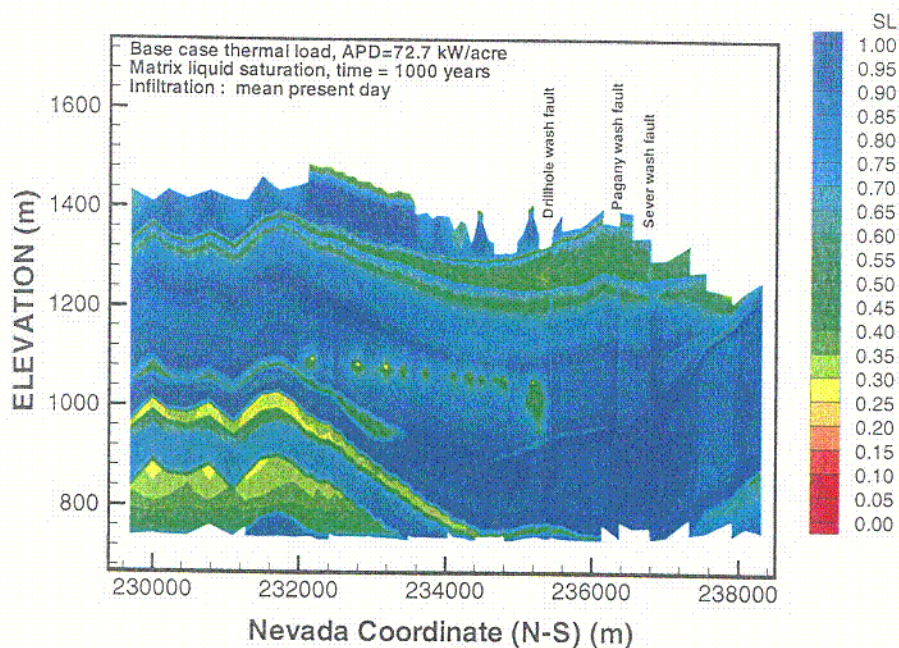 Base case thermal load, APD=72.7 kW/acre
Matrix liquid saturation, time = 1000 years
Infiltration : mean present day
Drillhole wash fault
Pagany wash fault
Sever wash fault
ELEVATION (m)
1600
1400
1200
1000
800
230000 232000 234000 236000 238000
Nevada Coordinate (N-S) (m)
SL
1.00
0.95
0.90
0.85
0.80
0.75
0.70
0.65
0.60
0.55
0.50
0.45
0.40
0.35
0.30
0.25
0.20
0.15
0.10
0.05
0.00